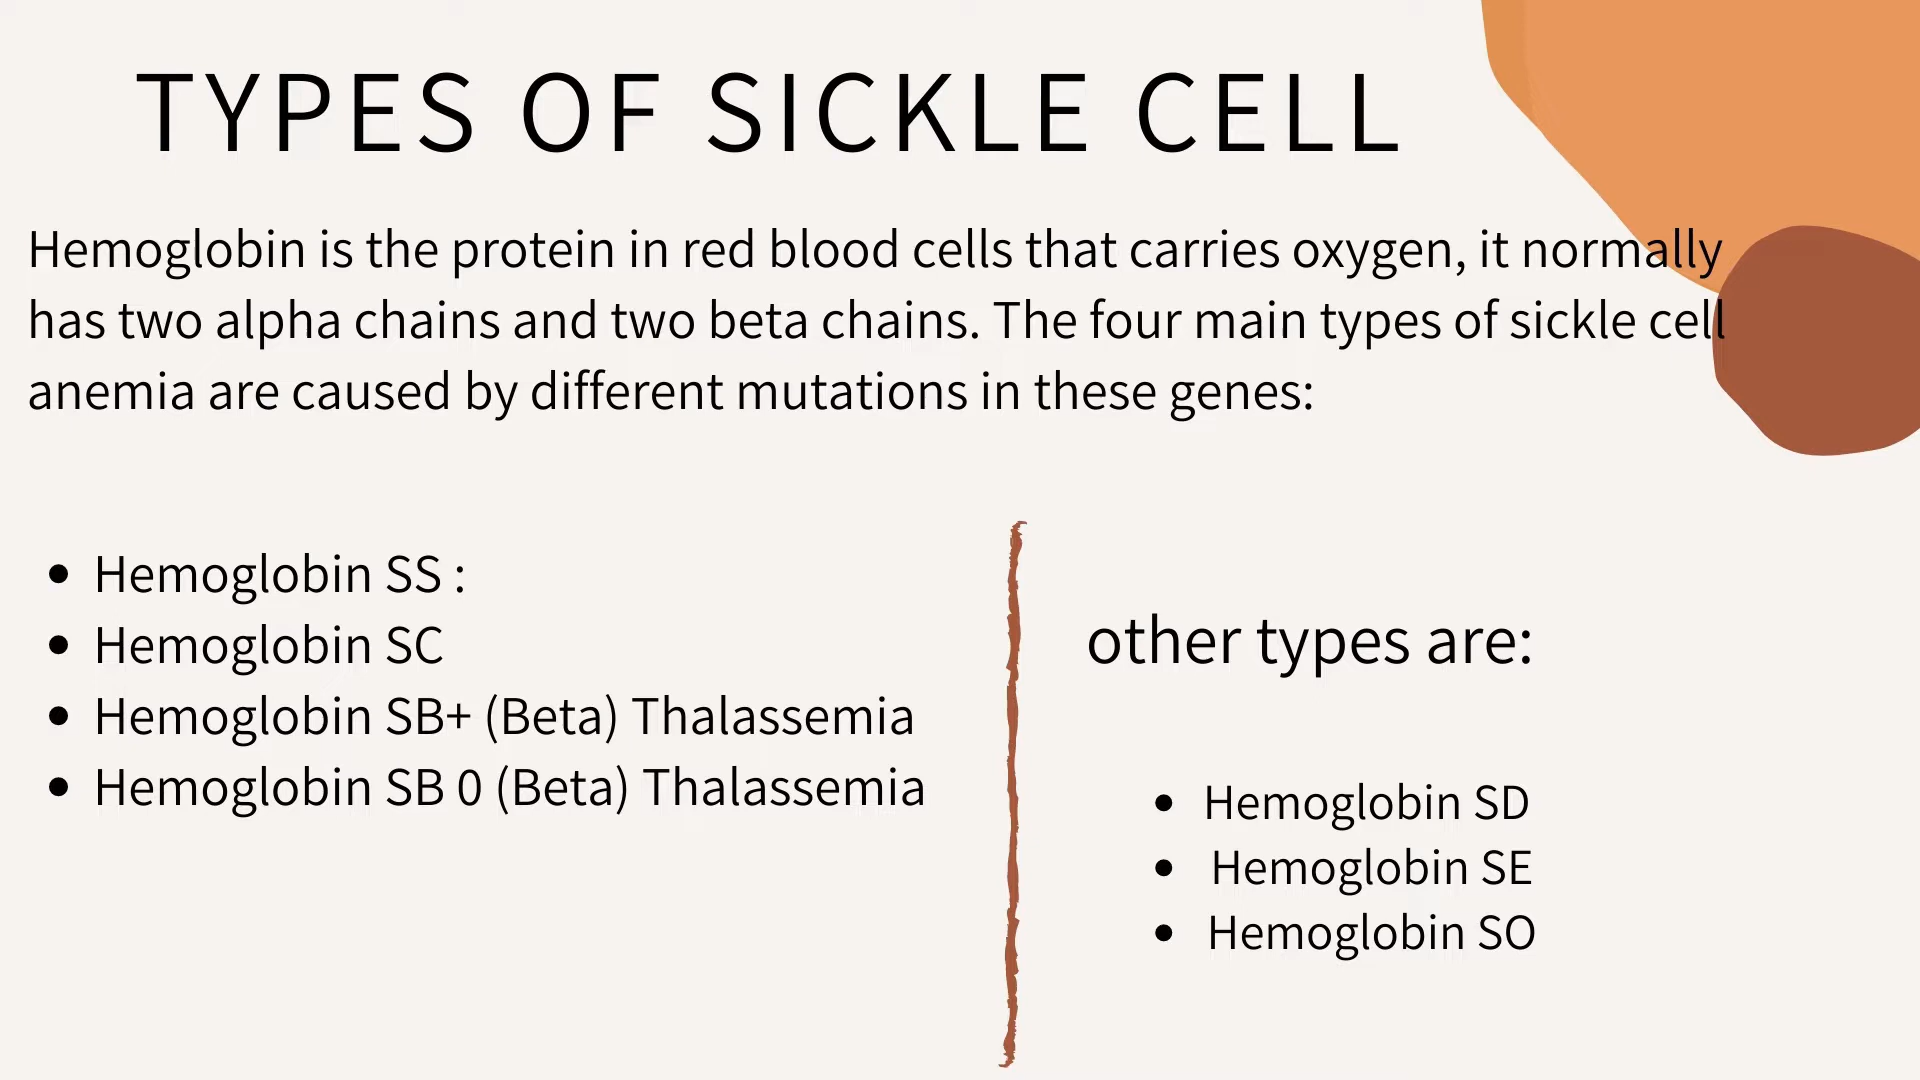 TYPES OF SICKLE CELL
Hemoglobin is the protein in red blood cells that carries oxygen, it normally
has two alpha chains and two beta chains. The four main types of sickle cell
anemia are caused by different mutations in these genes:
• Hemoglobin SS :
• Hemoglobin SC
• Hemoglobin SB+ (Beta) Thalassemia
• Hemoglobin SB 0 (Beta) Thalassemia
other types are:
• Hemoglobin SD
• Hemoglobin SE
• Hemoglobin SO